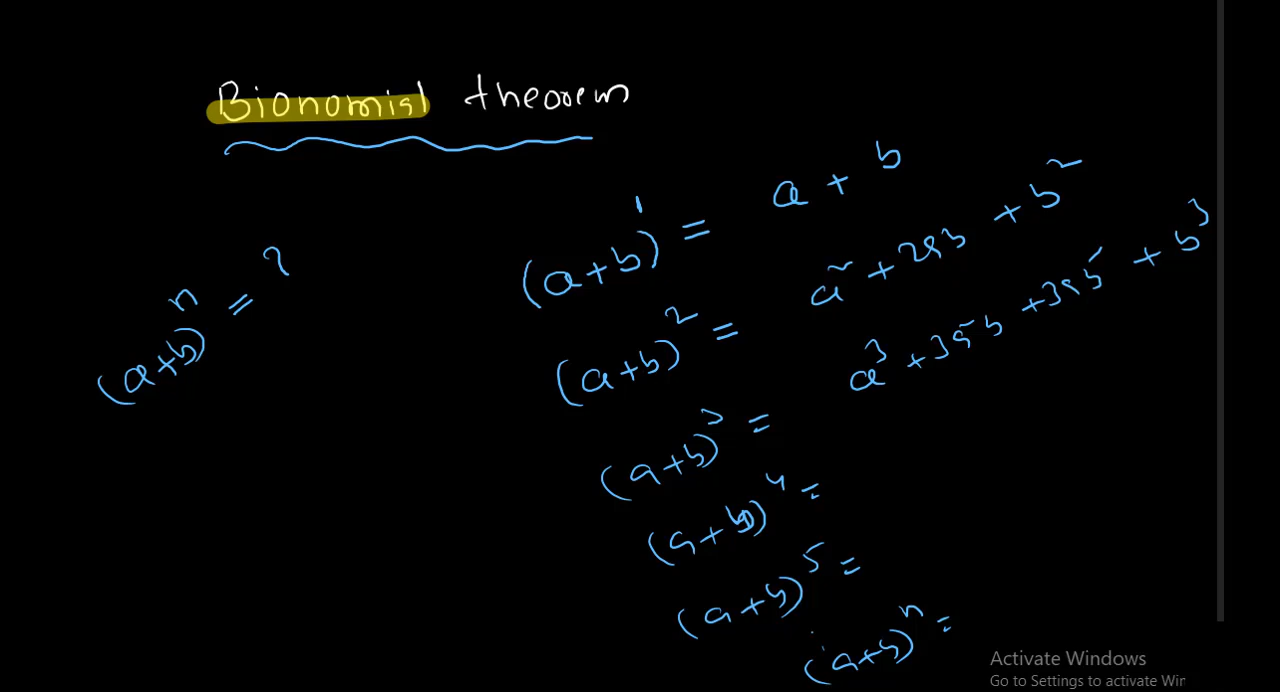 Bionomial theorem
(a+b)^n = ?
(a+b)^1 = a + b
(a+b)^2 = a^2 + 2ab + b^2
(a+b)^3 = a^3 + 3a^2b + 3ab^2 + b^3
(a+b)^4 =
(a+b)^5 =
(a+b)^n =
Activate Windows
Go to Settings to activate Wir